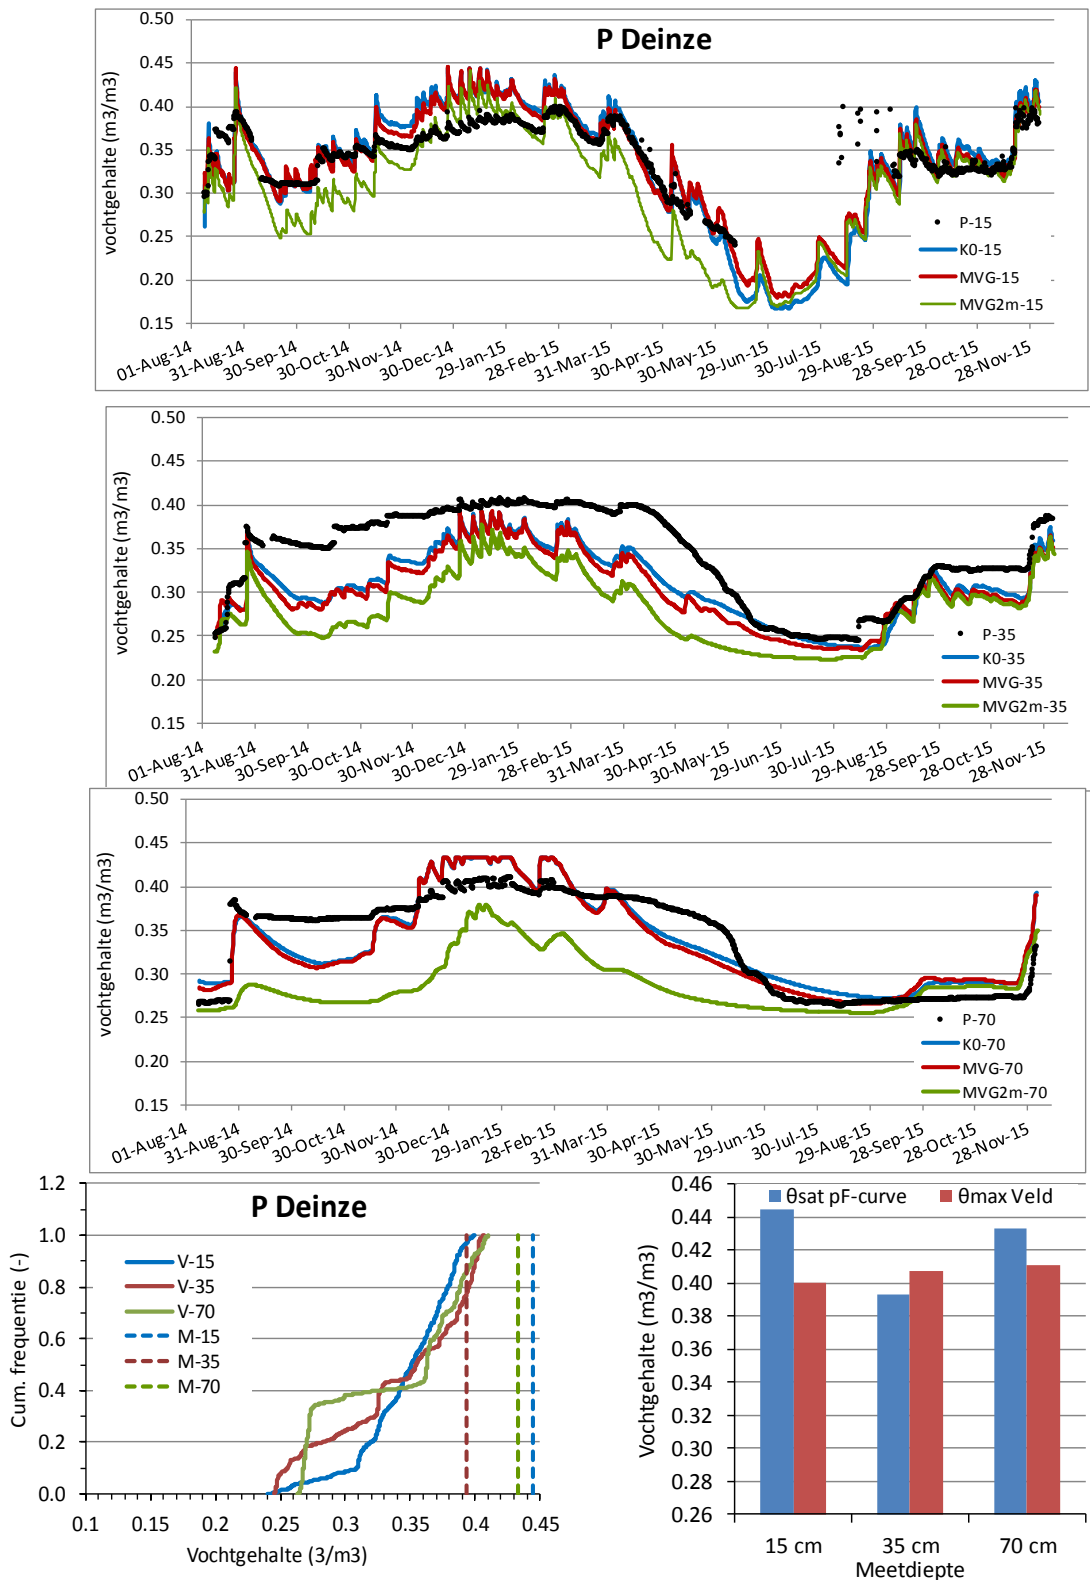 P Deinze
vochtgehalte (m3/m3)
0.50
0.45
0.40
0.35
0.30
0.25
0.20
0.15
P-15
K0-15
MVG-15
MVG2m-15
01-Aug-14
31-Aug-14
30-Sep-14
30-Oct-14
30-Nov-14
30-Dec-14
29-Jan-15
28-Feb-15
31-Mar-15
30-Apr-15
30-May-15
29-Jun-15
30-Jul-15
29-Aug-15
28-Sep-15
28-Oct-15
28-Nov-15
vochtgehalte (m3/m3)
0.50
0.45
0.40
0.35
0.30
0.25
0.20
0.15
P-35
K0-35
MVG-35
MVG2m-35
01-Aug-14
31-Aug-14
30-Sep-14
30-Oct-14
30-Nov-14
30-Dec-14
29-Jan-15
28-Feb-15
31-Mar-15
30-Apr-15
30-May-15
29-Jun-15
30-Jul-15
29-Aug-15
28-Sep-15
28-Oct-15
28-Nov-15
vochtgehalte (m3/m3)
0.50
0.45
0.40
0.35
0.30
0.25
0.20
0.15
P-70
K0-70
MVG-70
MVG2m-70
01-Aug-14
31-Aug-14
30-Sep-14
30-Oct-14
30-Nov-14
30-Dec-14
29-Jan-15
28-Feb-15
31-Mar-15
30-Apr-15
30-May-15
29-Jun-15
30-Jul-15
29-Aug-15
28-Sep-15
28-Oct-15
28-Nov-15
P Deinze
Cum. frequentie (-)
1.0
0.8
0.6
0.4
0.2
0.0
V-15
V-35
V-70
M-15
M-35
M-70
0.1 0.15 0.2 0.25 0.3 0.35 0.4 0.45
Vochtgehalte (3/m3)
θsat pF-curve θmax Veld
Vochtgehalte (m3/m3)
0.46
0.44
0.42
0.40
0.38
0.36
0.34
0.32
0.30
0.28
0.26
15 cm 35 cm 70 cm
Meetdiepte